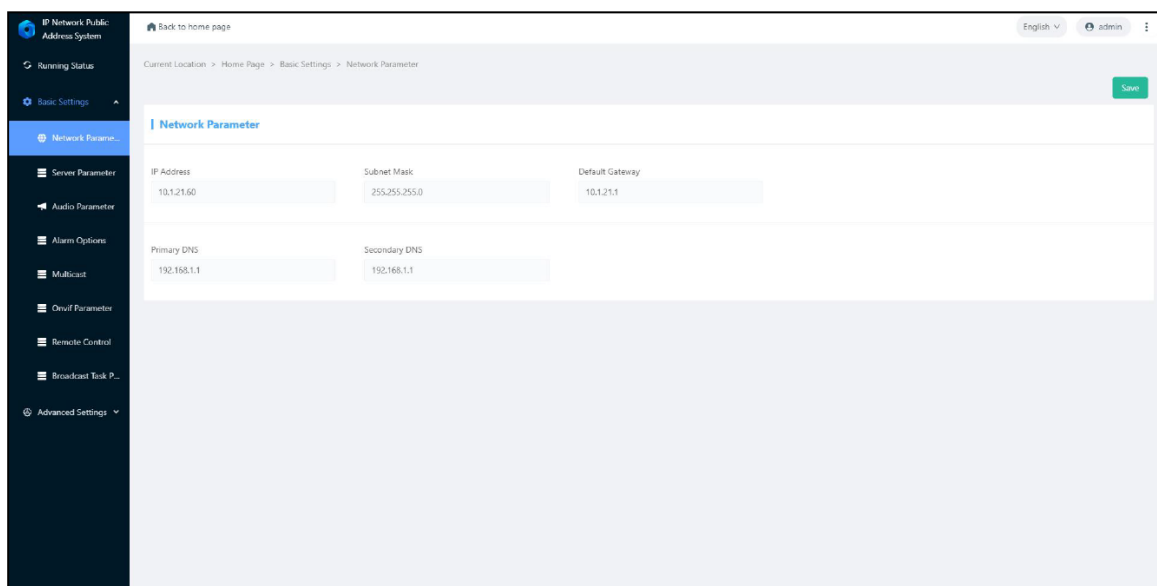 IP Network Public
Address System
Back to home page
English
admin
Running Status
Current Location > Home Page > Basic Settings > Network Parameter
Save
Basic Settings
Network Parameter
Network Parame...
IP Address
Subnet Mask
Default Gateway
Server Parameter
10.1.21.60
255.255.255.0
10.1.21.1
Audio Parameter
Alarm Options
Primary DNS
Secondary DNS
192.168.1.1
192.168.1.1
Multicast
Onvif Parameter
Remote Control
Broadcast Task P...
Advanced Settings